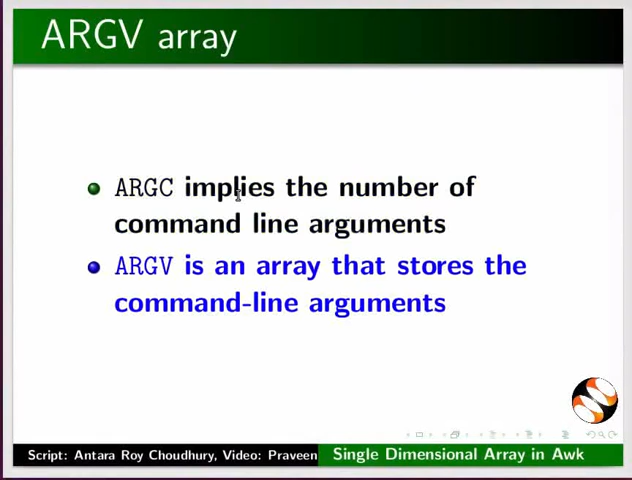 ARGV array
ARGC implies the number of
command line arguments
ARGV is an array that stores the
command-line arguments
Script: Antara Roy Choudhury, Video: Praveen
Single Dimensional Array in Awk